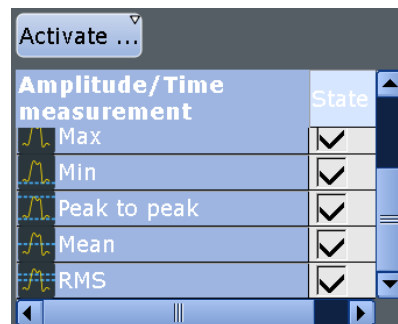 Activate ...
Amplitude/Time
measurement
State
Max
Min
Peak to peak
Mean
RMS